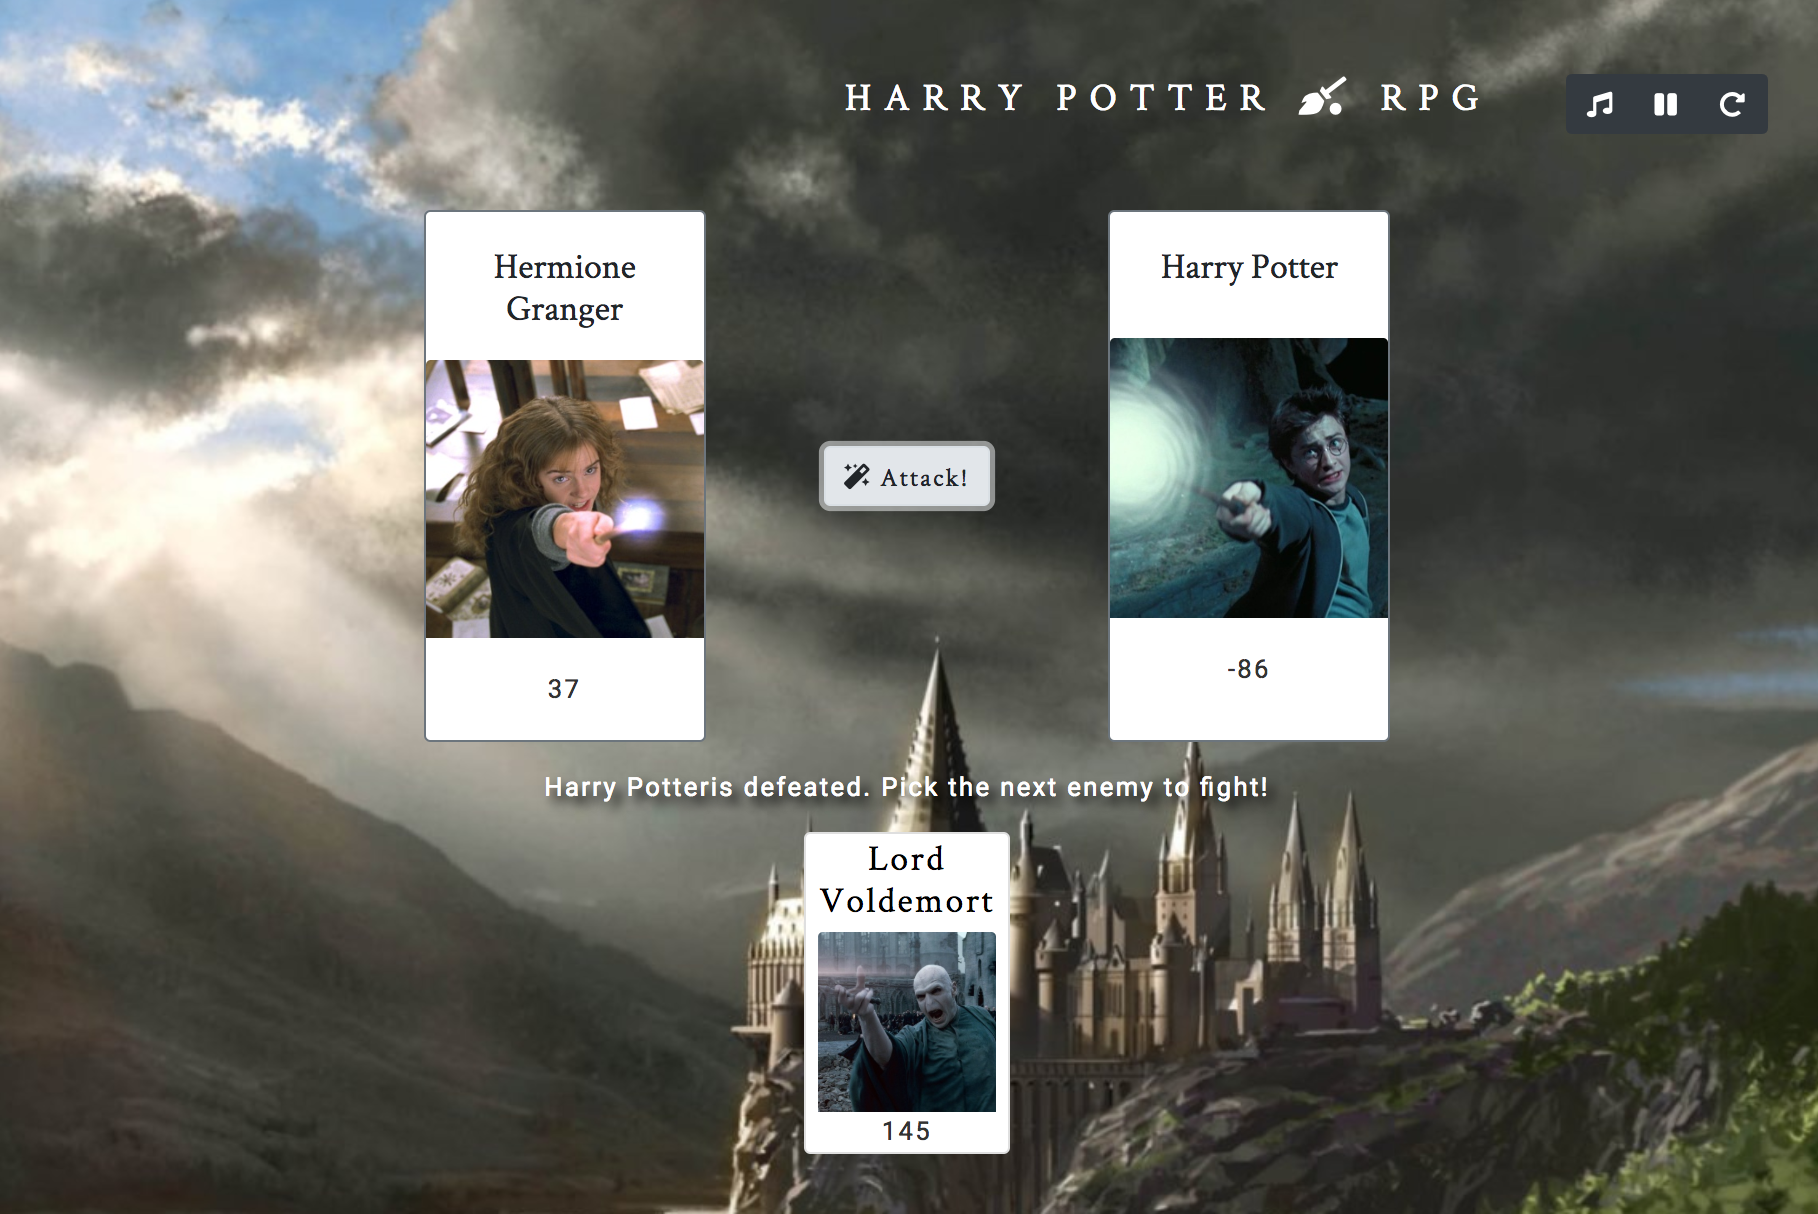 HARRY POTTER RPG
Hermione
Granger
Harry Potter
Attack!
37
-86
Harry Potteris defeated. Pick the next enemy to fight!
Lord
Voldemort
145